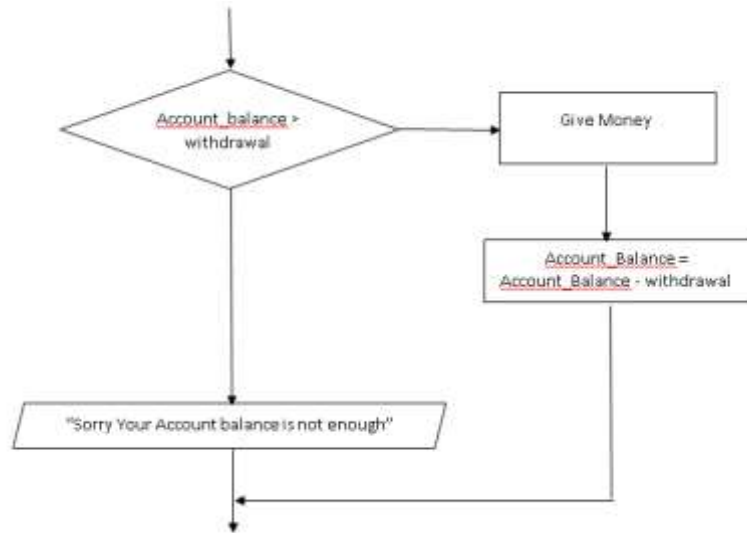 Account_balance >
withdrawal
Give Money
Account_Balance =
Account_Balance - withdrawal
"Sorry Your Account balance is not enough"